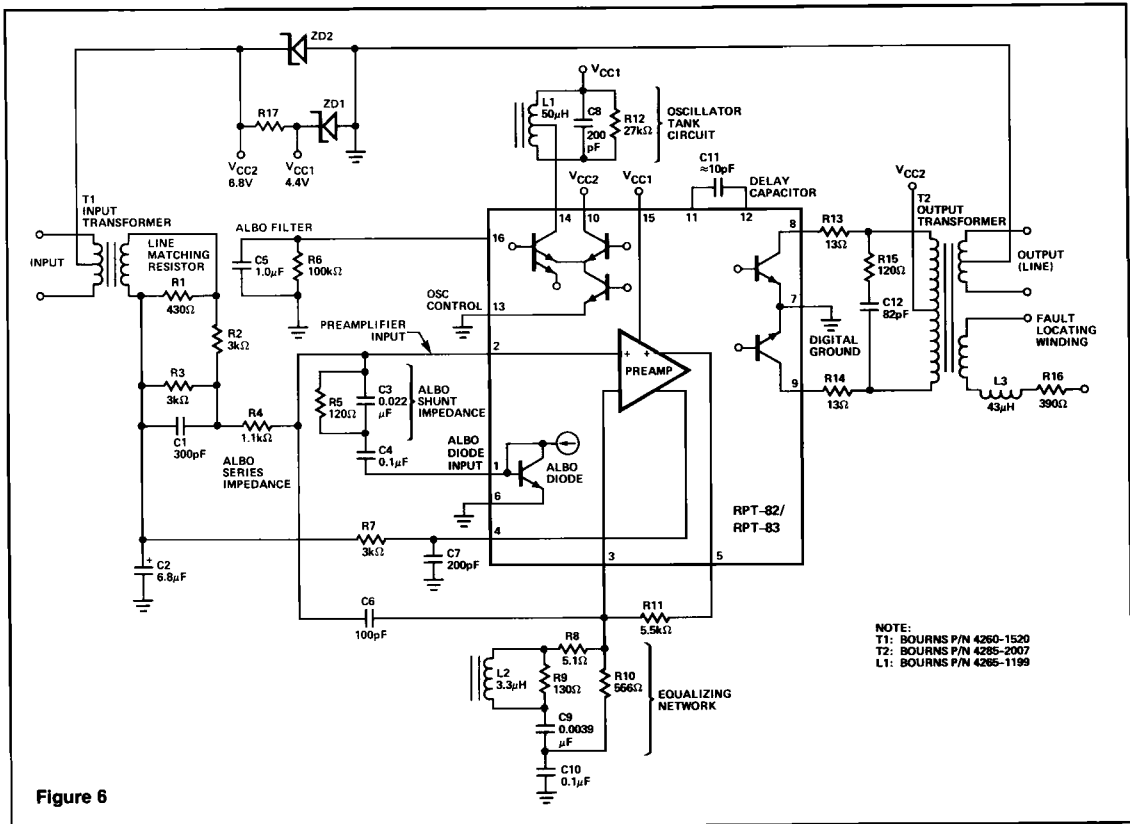 ZD2
VCC1
R17
ZD1
VCC2
6.8V
VCC1
4.4V
L1
50μH
C8
200
pF
R12
27kΩ
OSCILLATOR
TANK
CIRCUIT
C11
≈10pF
DELAY
CAPACITOR
VCC2
VCC1
14
10
15
11
12
T1
INPUT
TRANSFORMER
INPUT
LINE
MATCHING
RESISTOR
R1
430Ω
R2
3kΩ
R3
3kΩ
C1
300pF
R4
1.1kΩ
ALBO
SERIES
IMPEDANCE
ALBO FILTER
16
C5
1.0μF
R6
100kΩ
OSC
CONTROL
13
PREAMPLIFIER
INPUT
2
R5
120Ω
C3
0.022
μF
ALBO
SHUNT
IMPEDANCE
C4
0.1μF
ALBO
DIODE
INPUT
1
6
ALBO
DIODE
+
+
-
PREAMP
RPT-82/
RPT-83
8
7
9
DIGITAL
GROUND
R13
13Ω
R14
13Ω
R15
120Ω
C12
82pF
VCC2
T2
OUTPUT
TRANSFORMER
OUTPUT
(LINE)
FAULT
LOCATING
WINDING
L3
43μH
R16
390Ω
R7
3kΩ
4
C7
200pF
3
5
+
C2
6.8μF
C6
100pF
R11
5.5kΩ
R8
5.1Ω
L2
3.3μH
R9
130Ω
R10
556Ω
C9
0.0039
μF
EQUALIZING
NETWORK
C10
0.1μF
NOTE:
T1: BOURNS P/N 4260-1520
T2: BOURNS P/N 4285-2007
L1: BOURNS P/N 4265-1199
Figure 6